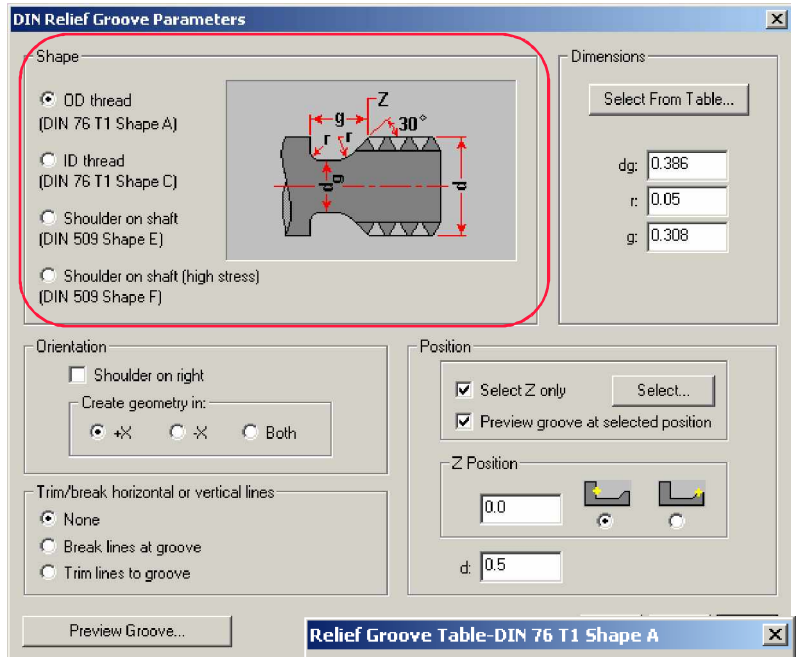 DIN Relief Groove Parameters
Shape
OD thread
(DIN 76 T1 Shape A)
ID thread
(DIN 76 T1 Shape C)
Shoulder on shaft
(DIN 509 Shape E)
Shoulder on shaft (high stress)
(DIN 509 Shape F)
Z
g
30°
r r
dg
d
Dimensions
Select From Table...
dg: 0.386
r: 0.05
g: 0.308
Orientation
Shoulder on right
Create geometry in:
+X -X Both
Trim/break horizontal or vertical lines
None
Break lines at groove
Trim lines to groove
Position
Select Z only Select...
Preview groove at selected position
Z Position
0.0
d: 0.5
Preview Groove...
Relief Groove Table-DIN 76 T1 Shape A